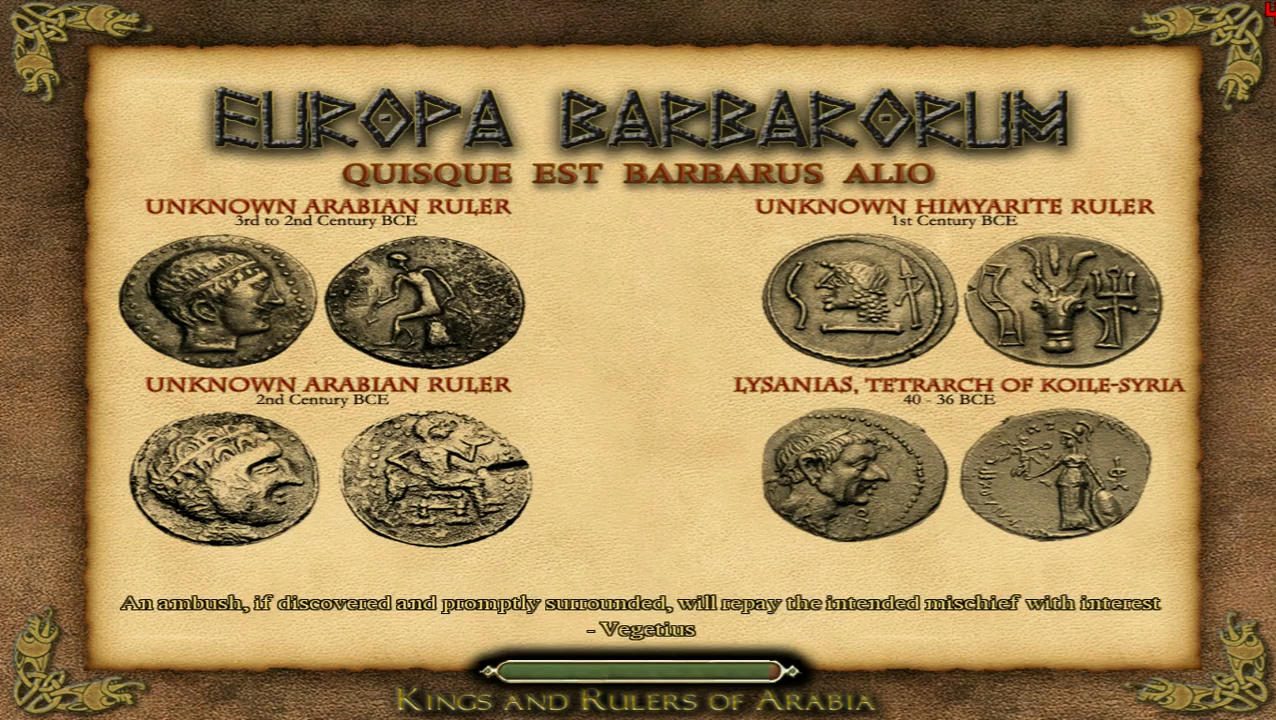 EUROPA BARBARORUM
QUISQUE EST BARBARUS ALIO
UNKNOWN ARABIAN RULER
3rd to 2nd Century BCE
UNKNOWN HIMYARITE RULER
1st Century BCE
UNKNOWN ARABIAN RULER
2nd Century BCE
LYSANIAS, TETRARCH OF KOILE-SYRIA
40 - 36 BCE
An ambush, if discovered and promptly surrounded, will repay the intended mischief with interest
- Vegetius
KINGS AND RULERS OF ARABIA